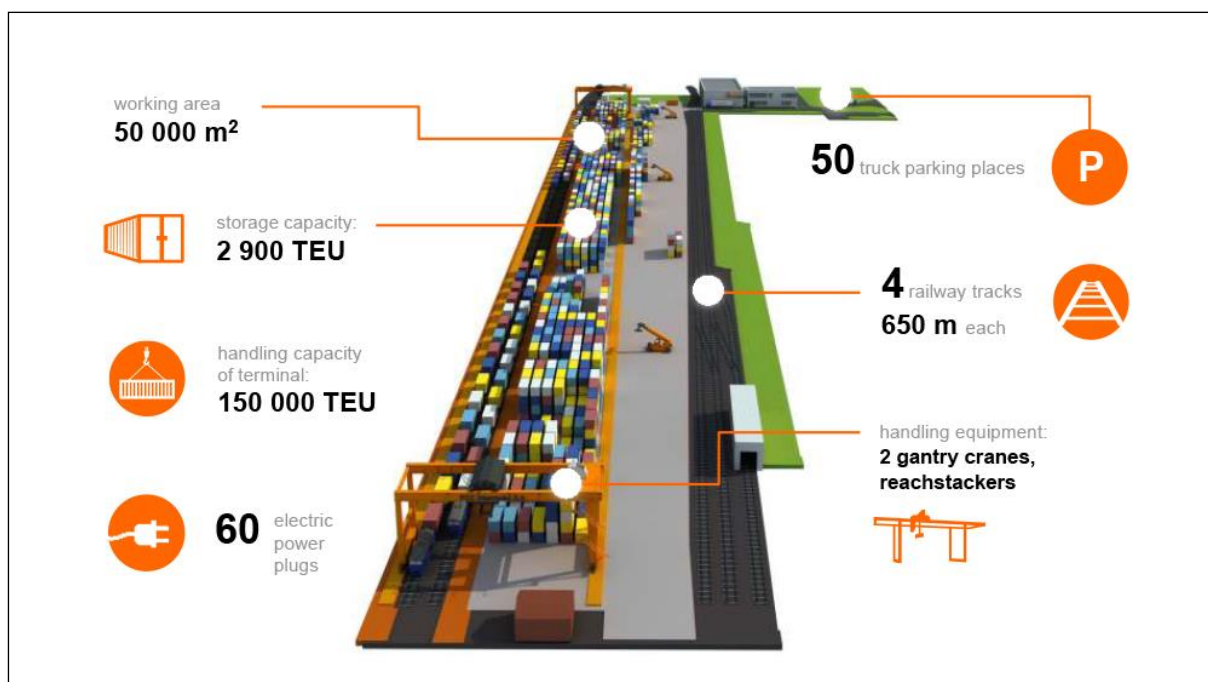 working area
50 000 m²
storage capacity:
2 900 TEU
handling capacity
of terminal:
150 000 TEU
60 electric
power
plugs
50 truck parking places
P
4 railway tracks
650 m each
handling equipment:
2 gantry cranes,
reachstackers